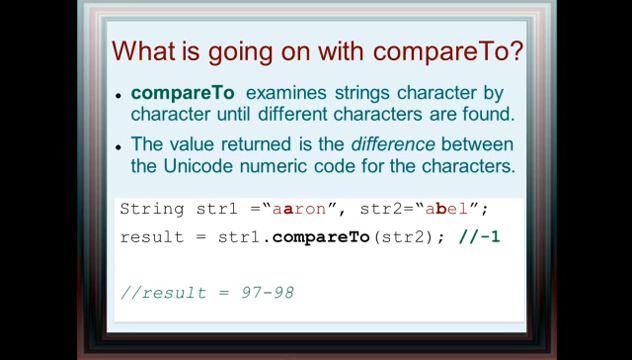 What is going on with compareTo?
• compareTo examines strings character by
character until different characters are found.
• The value returned is the difference between
the Unicode numeric code for the characters.
String str1 =“aaron”, str2=“abel”;
result = str1.compareTo(str2); //-1
//result = 97-98